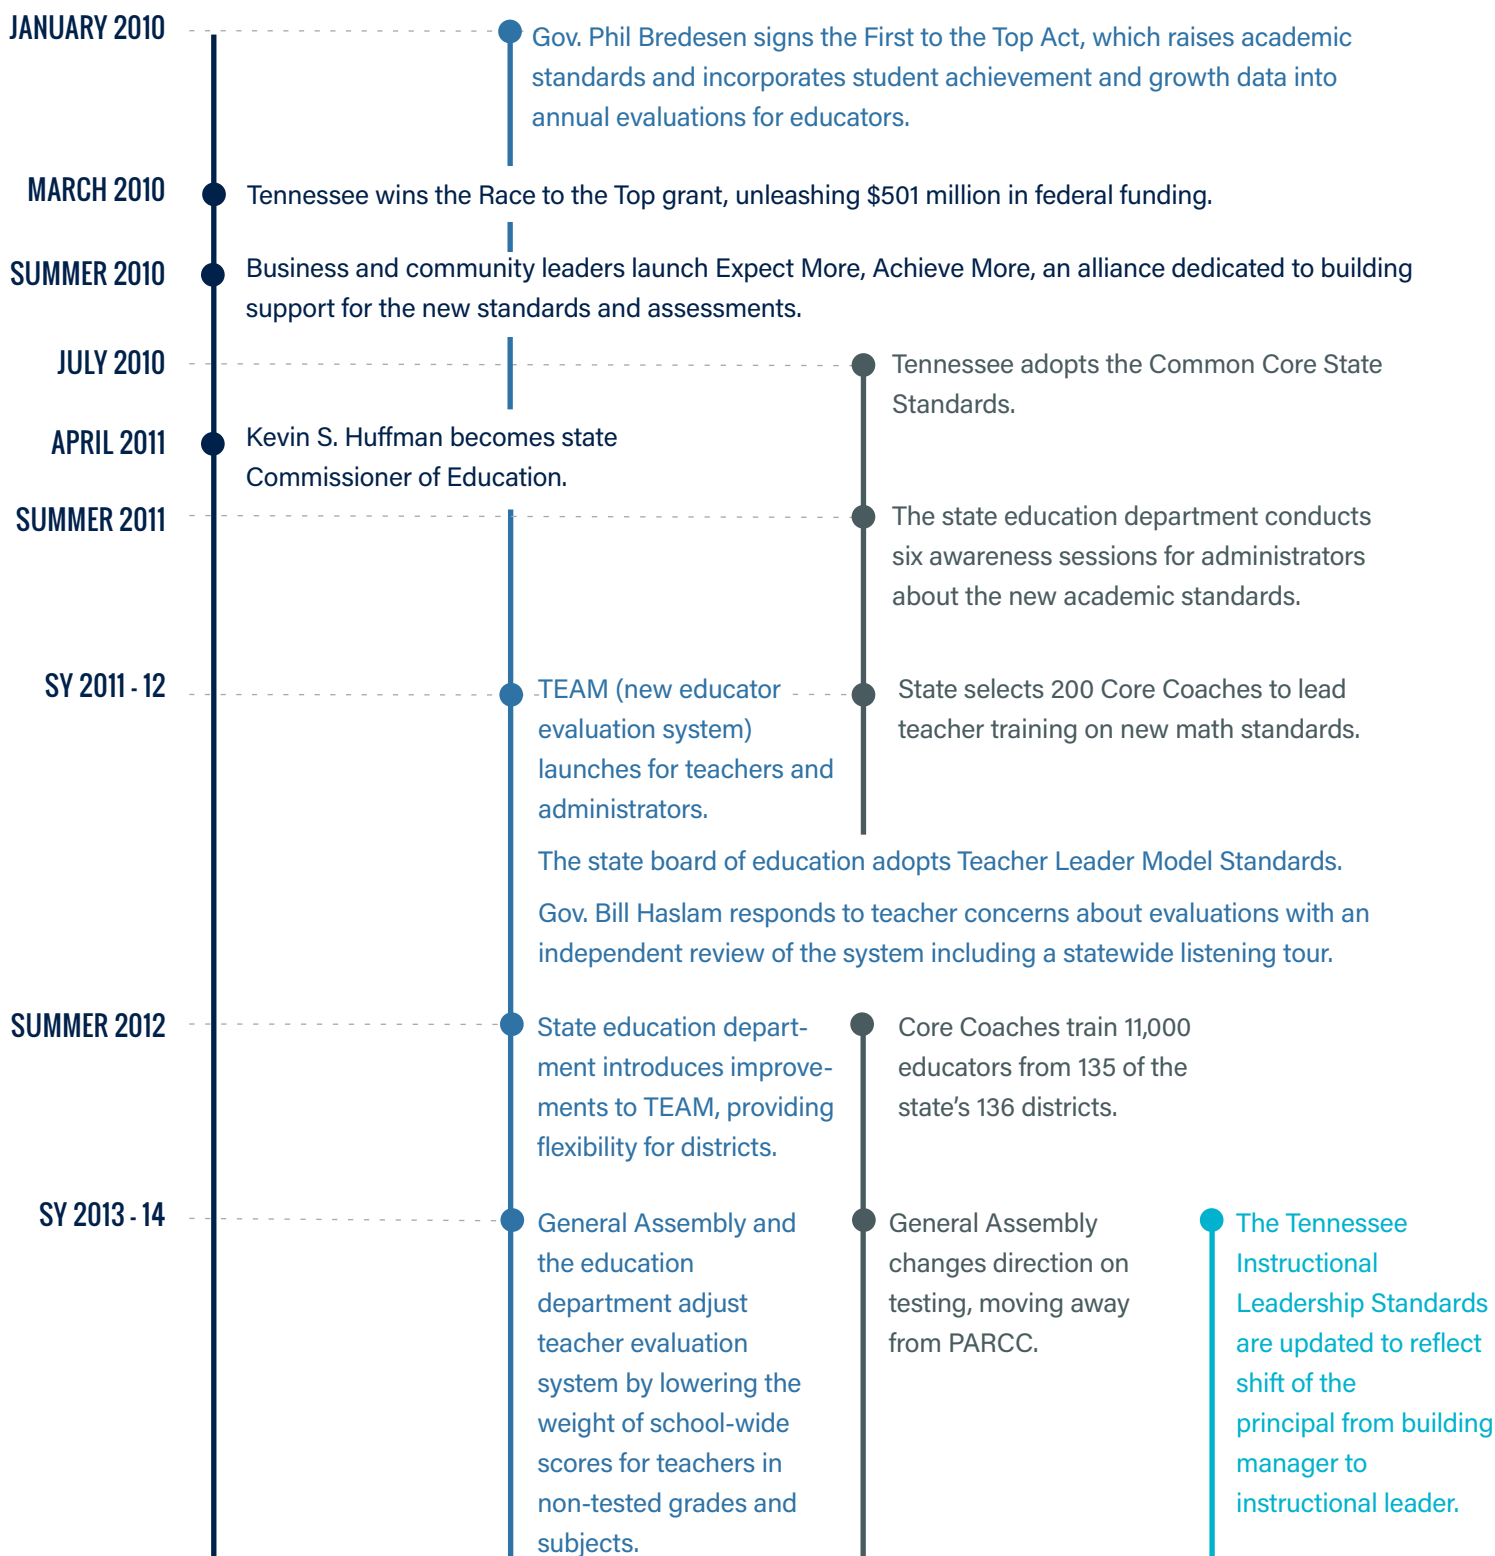 JANUARY 2010
Gov. Phil Bredesen signs the First to the Top Act, which raises academic
standards and incorporates student achievement and growth data into
annual evaluations for educators.
MARCH 2010
Tennessee wins the Race to the Top grant, unleashing $501 million in federal funding.
SUMMER 2010
Business and community leaders launch Expect More, Achieve More, an alliance dedicated to building
support for the new standards and assessments.
JULY 2010
Tennessee adopts the Common Core State
Standards.
APRIL 2011
Kevin S. Huffman becomes state
Commissioner of Education.
SUMMER 2011
The state education department conducts
six awareness sessions for administrators
about the new academic standards.
SY 2011 - 12
TEAM (new educator
evaluation system)
launches for teachers and
administrators.
State selects 200 Core Coaches to lead
teacher training on new math standards.
The state board of education adopts Teacher Leader Model Standards.
Gov. Bill Haslam responds to teacher concerns about evaluations with an
independent review of the system including a statewide listening tour.
SUMMER 2012
State education depart-
ment introduces improve-
ments to TEAM, providing
flexibility for districts.
Core Coaches train 11,000
educators from 135 of the
state's 136 districts.
SY 2013 - 14
General Assembly and
the education
department adjust
teacher evaluation
system by lowering the
weight of school-wide
scores for teachers in
non-tested grades and
subjects.
General Assembly
changes direction on
testing, moving away
from PARCC.
The Tennessee
Instructional
Leadership Standards
are updated to reflect
shift of the
principal from building
manager to
instructional leader.